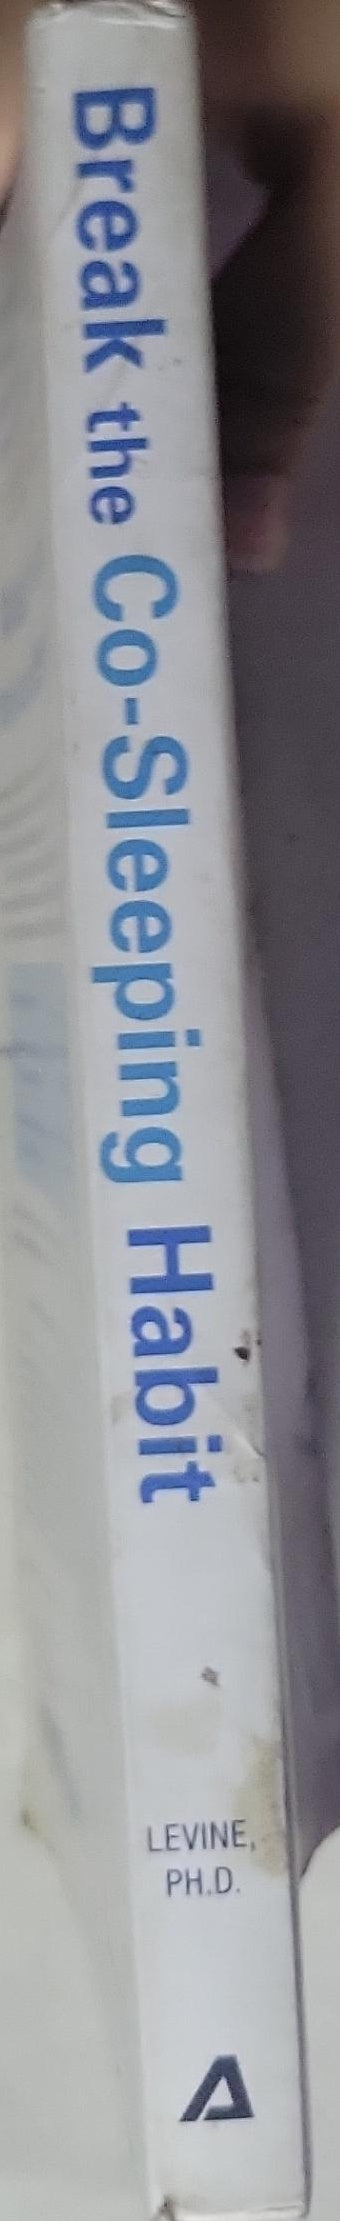 Break the Co-Sleeping Habit
LEVINE,
PH.D.